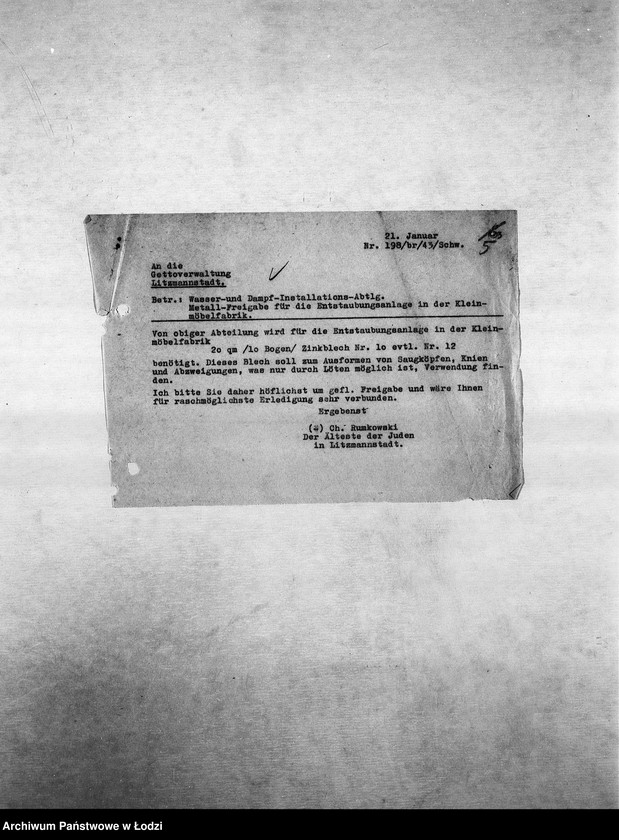 21. Januar
Nr. 198/br/43/Schw.
5
An die
Gettoverwaltung
Litzmannstadt.
Betr.: Wasser-und Dampf-Installations-Abtlg.
Metall-Freigabe für die Entstaubungsanlage in der Klein-
möbelfabrik.
Von obiger Abteilung wird für die Entstaubungsanlage in der Klein-
möbelfabrik
2o qm /1o Bogen/ Zinkblech Nr. 1o evtl. Nr. 12
benötigt. Dieses Blech soll zum Ausformen von Saugköpfen, Knien
und Abzweigungen, was nur durch Löten möglich ist, Verwendung fin-
den.
Ich bitte Sie daher höflichst um gefl. Freigabe und wäre Ihnen
für raschmöglichste Erledigung sehr verbunden.
Ergebenst
Ch. Rumkowski
Der Älteste der Juden
in Litzmannstadt.
Archiwum Państwowe w Łodzi